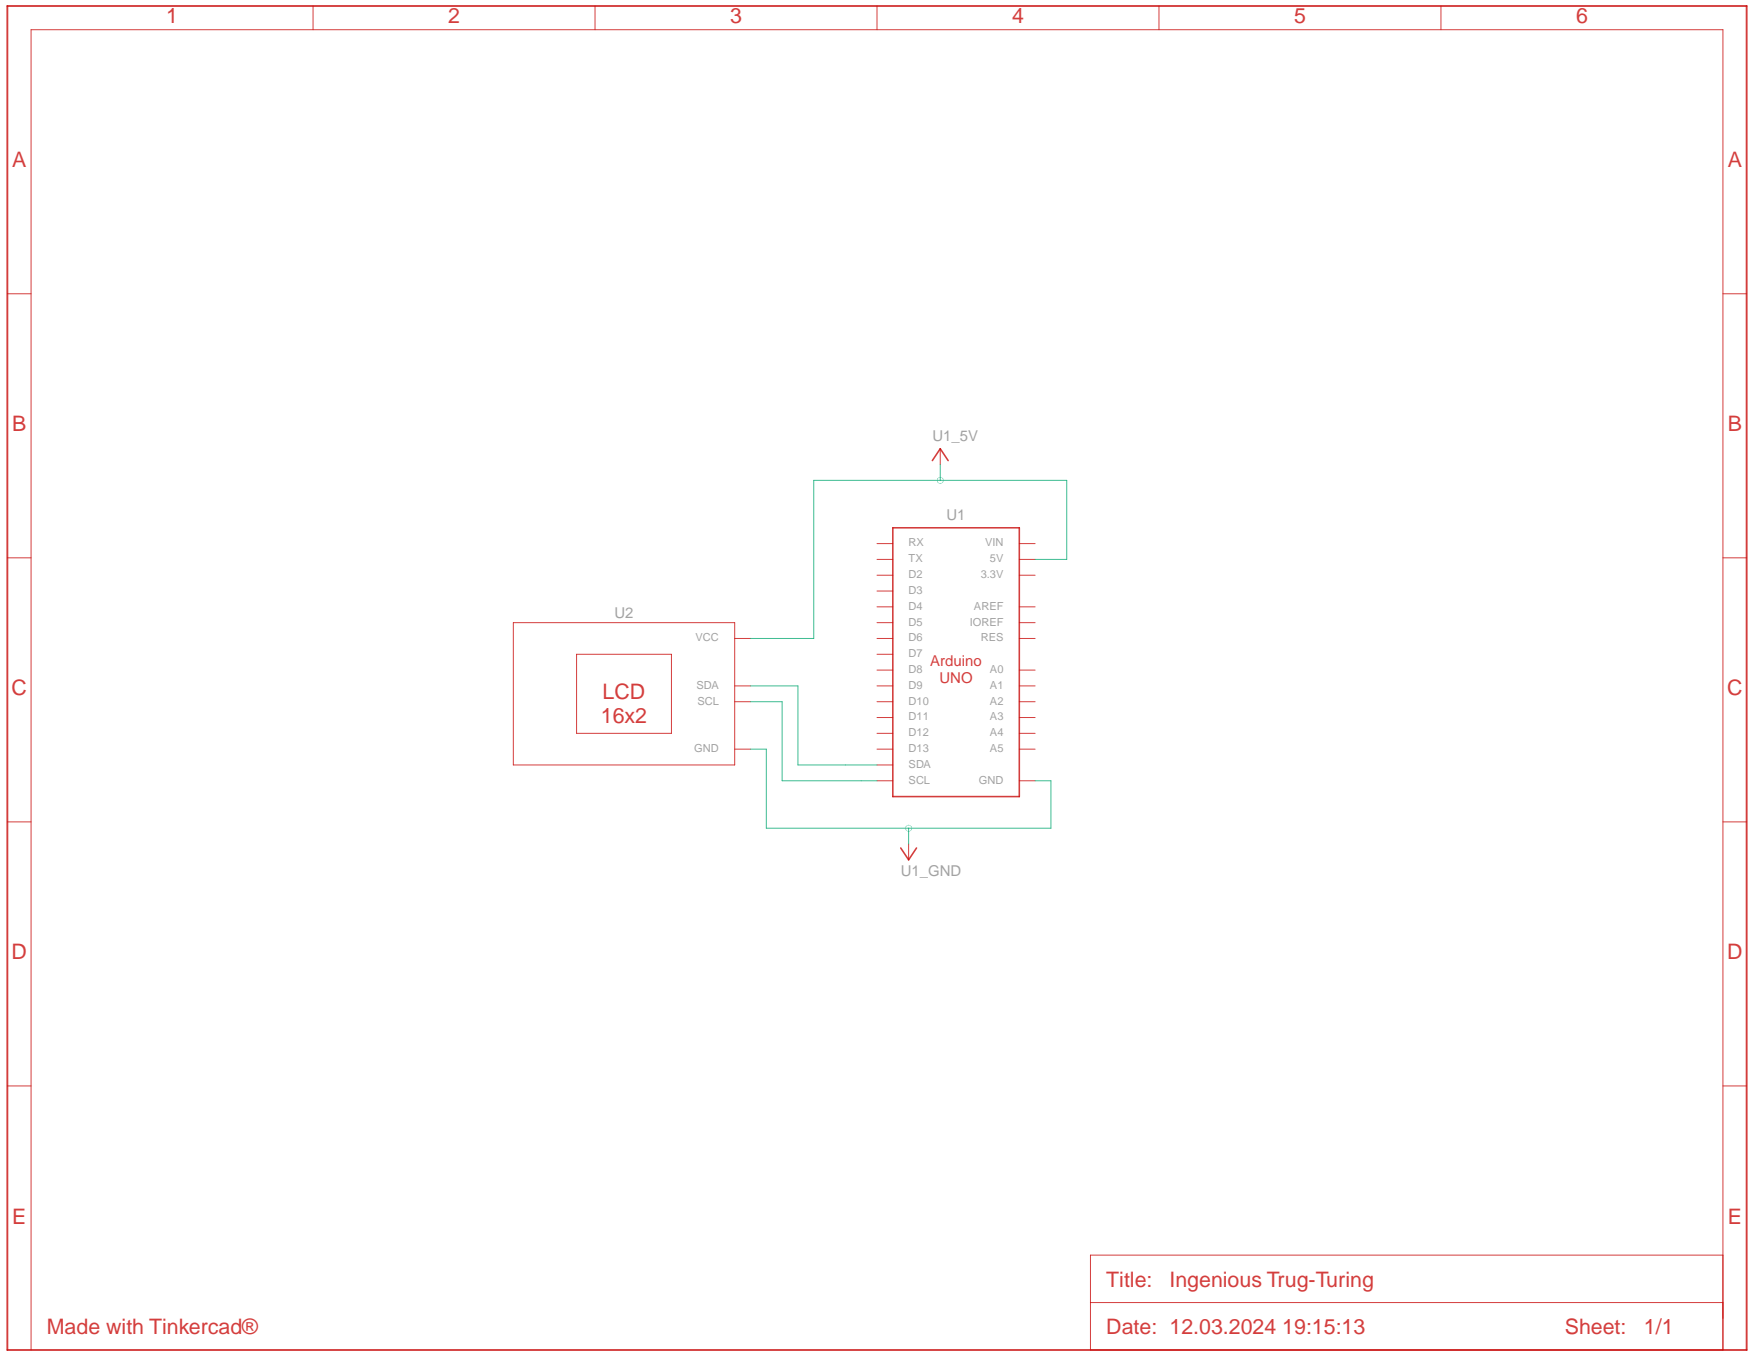 1 2 3 4 5 6
A A
B B
U1_5V
U1
RX VIN
TX 5V
D2 3.3V
D3
D4 AREF
D5 IOREF
D6 RES
D7
D8 A0
D9 A1
D10 A2
D11 A3
D12 A4
D13 A5
SDA
SCL GND
Arduino
UNO
U2
VCC
SDA
SCL
GND
LCD
16x2
C C
U1_GND
D D
E E
Title: Ingenious Trug-Turing
Made with Tinkercad®
Date: 12.03.2024 19:15:13 Sheet: 1/1